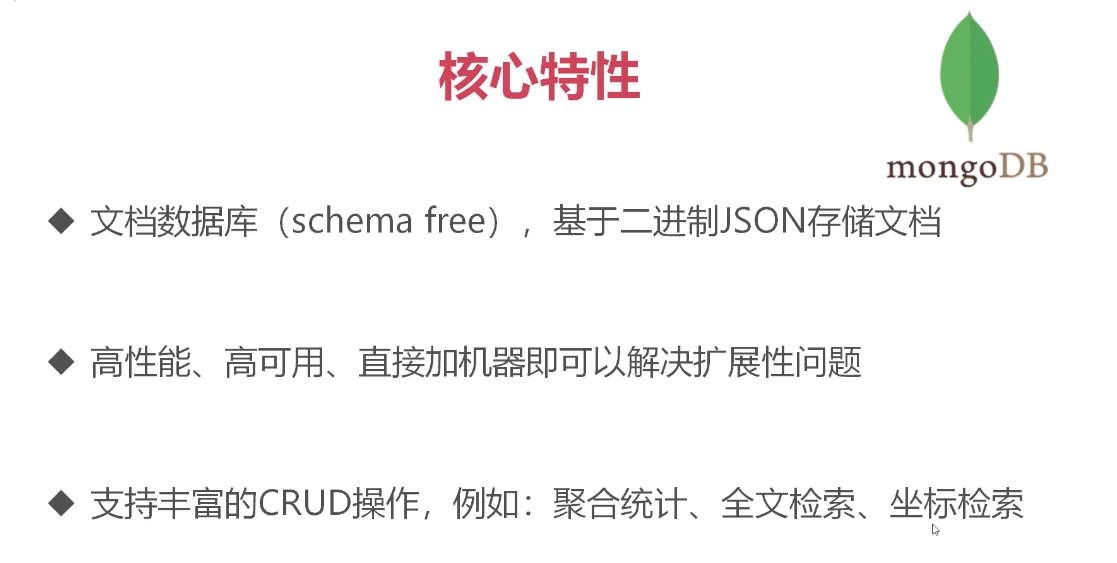 核心特性
mongoDB
◆ 文档数据库（schema free），基于二进制JSON存储文档
◆ 高性能、高可用、直接加机器即可以解决扩展性问题
◆ 支持丰富的CRUD操作，例如：聚合统计、全文检索、坐标检索